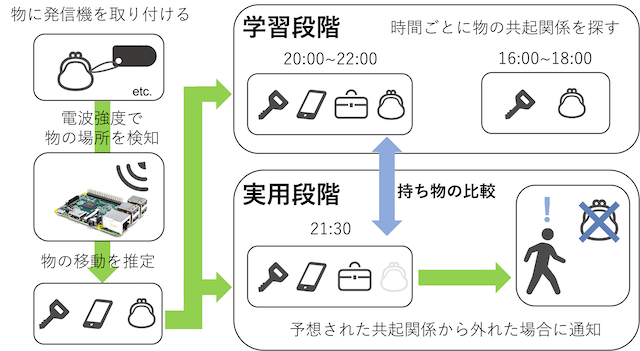 物に発信機を取り付ける
etc.
電波強度で
物の場所を検知
物の移動を推定
学習段階
時間ごとに物の共起関係を探す
20:00~22:00
16:00~18:00
持ち物の比較
実用段階
21:30
!
予想された共起関係から外れた場合に通知